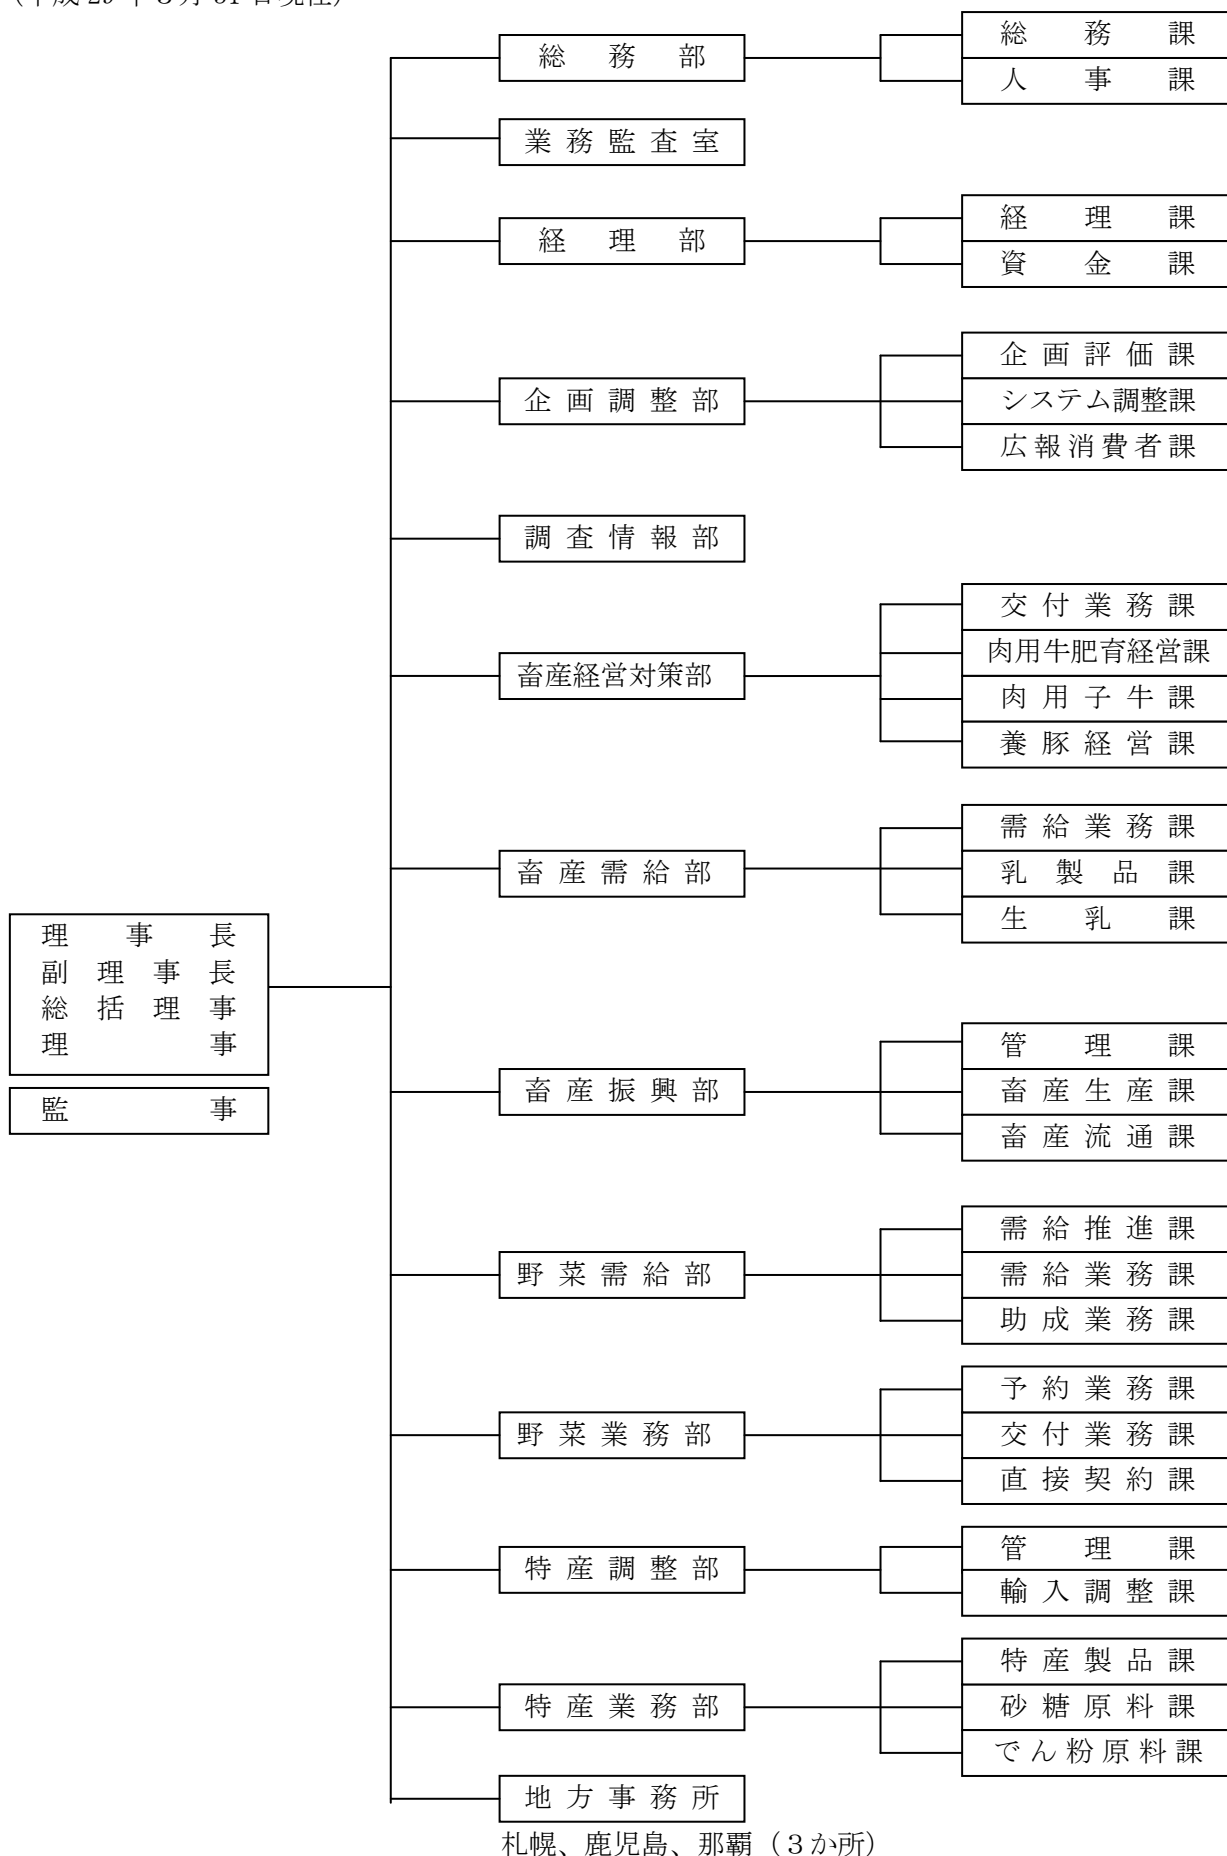 総務部
総務課
人事課
業務監査室
経理部
経理課
資金課
企画調整部
企画評価課
システム調整課
広報消費者課
調査情報部
畜産経営対策部
交付業務課
肉用牛肥育経営課
肉用子牛課
養豚経営課
畜産需給部
需給業務課
乳製品課
生乳課
理事長
副理事長
総括理事
理事
監事
畜産振興部
管理課
畜産生産課
畜産流通課
野菜需給部
需給推進課
需給業務課
助成業務課
野菜業務部
予約業務課
交付業務課
直接契約課
特産調整部
管理課
輸入調整課
特産業務部
特産製品課
砂糖原料課
でん粉原料課
地方事務所
札幌、鹿児島、那覇（３か所）